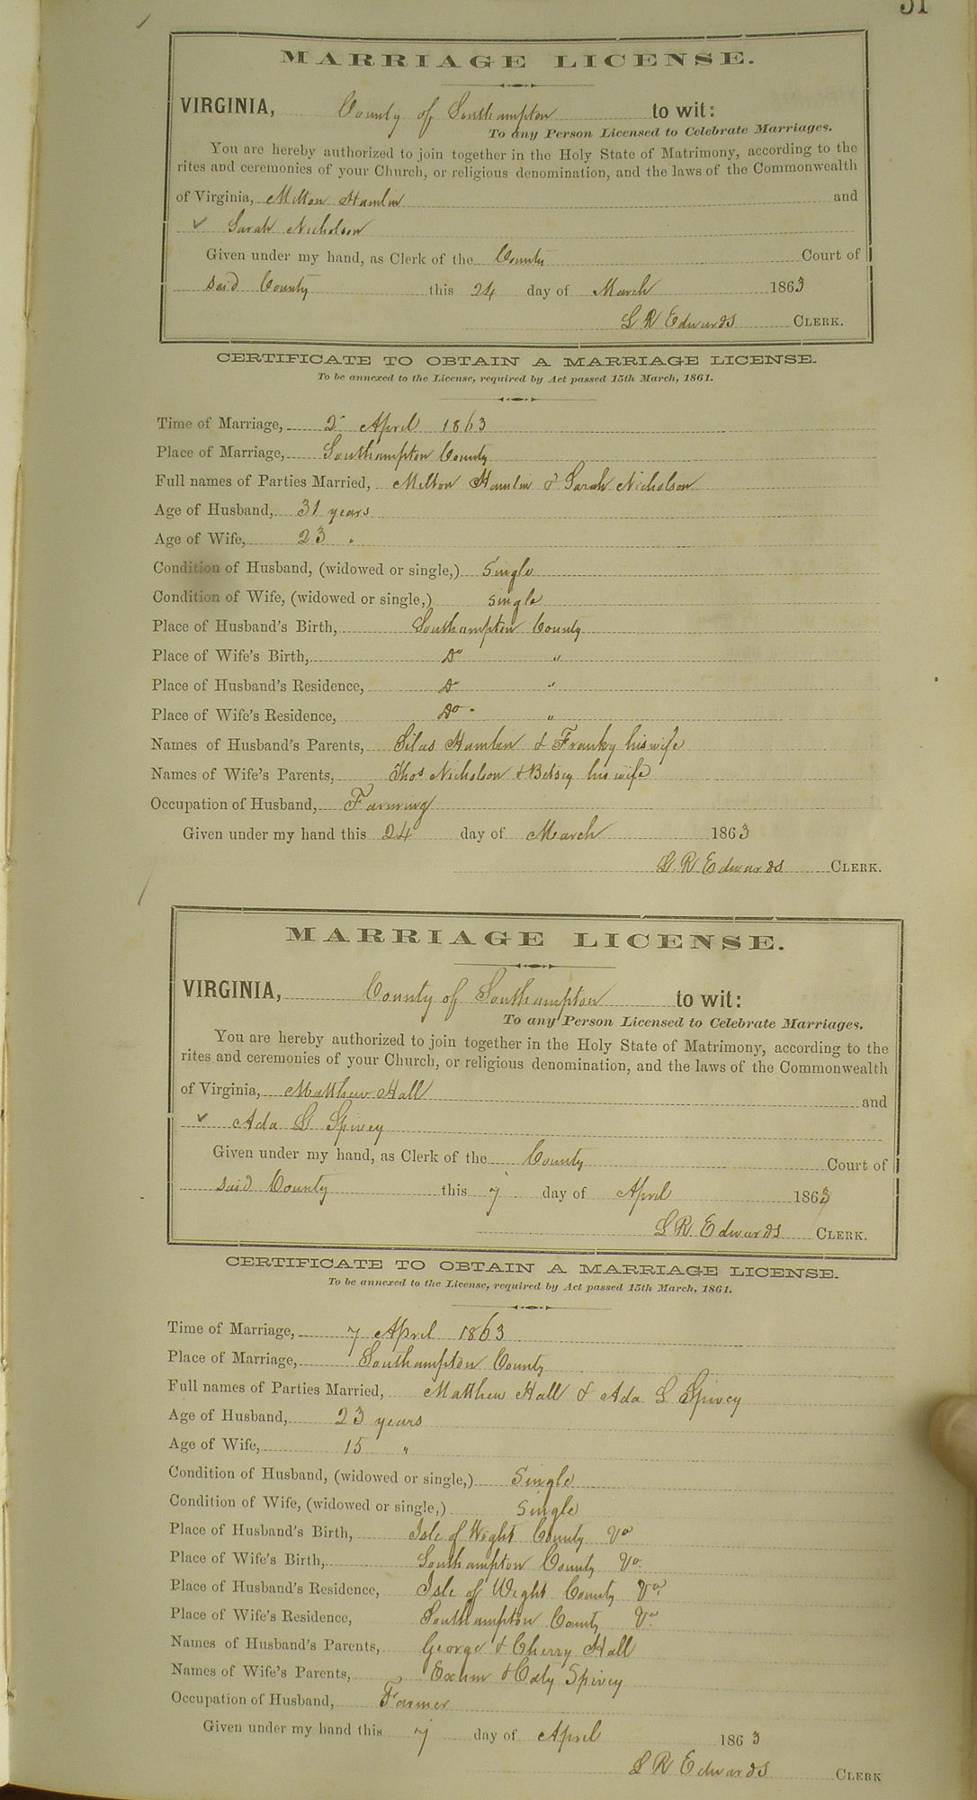 51
MARRIAGE LICENSE.
VIRGINIA, County of Southampton to wit:
To any Person Licensed to Celebrate Marriages.
You are hereby authorized to join together in the Holy State of Matrimony, according to the
rites and ceremonies of your Church, or religious denomination, and the laws of the Commonwealth
of Virginia, Milton Hamlin and
✓ Sarah Nicholson
Given under my hand, as Clerk of the County Court of
said County this 24 day of March 1863
L R Edwards CLERK.
CERTIFICATE TO OBTAIN A MARRIAGE LICENSE.
To be annexed to the License, required by Act passed 15th March, 1861.
Time of Marriage, 2 April 1863
Place of Marriage, Southampton County
Full names of Parties Married, Milton Hamlin & Sarah Nicholson
Age of Husband, 31 years
Age of Wife, 23 "
Condition of Husband, (widowed or single,) Single
Condition of Wife, (widowed or single,) single
Place of Husband's Birth, Southampton County
Place of Wife's Birth, Do "
Place of Husband's Residence, Do "
Place of Wife's Residence, Do "
Names of Husband's Parents, Silas Hamlin & Franky his wife
Names of Wife's Parents, Thos Nicholson & Betsey his wife
Occupation of Husband, Farming
Given under my hand this 24 day of March 1863
L R Edwards CLERK.
MARRIAGE LICENSE.
VIRGINIA, County of Southampton to wit:
To any Person Licensed to Celebrate Marriages.
You are hereby authorized to join together in the Holy State of Matrimony, according to the
rites and ceremonies of your Church, or religious denomination, and the laws of the Commonwealth
of Virginia, Matthew Hall and
✓ Ada L Spivey
Given under my hand, as Clerk of the County Court of
said County this 7 day of April 1863
L R Edwards CLERK.
CERTIFICATE TO OBTAIN A MARRIAGE LICENSE.
To be annexed to the License, required by Act passed 15th March, 1861.
Time of Marriage, 7 April 1863
Place of Marriage, Southampton County
Full names of Parties Married, Matthew Hall & Ada L Spivey
Age of Husband, 23 years
Age of Wife, 15 "
Condition of Husband, (widowed or single,) Single
Condition of Wife, (widowed or single,) Single
Place of Husband's Birth, Isle of Wight County Va
Place of Wife's Birth, Southampton County Va.
Place of Husband's Residence, Isle of Wight County Va.
Place of Wife's Residence, Southampton County Va
Names of Husband's Parents, George & Cherry Hall
Names of Wife's Parents, Exum & Spivey
Occupation of Husband, Farmer
Given under my hand this 7 day of April 1863
L R Edwards CLERK